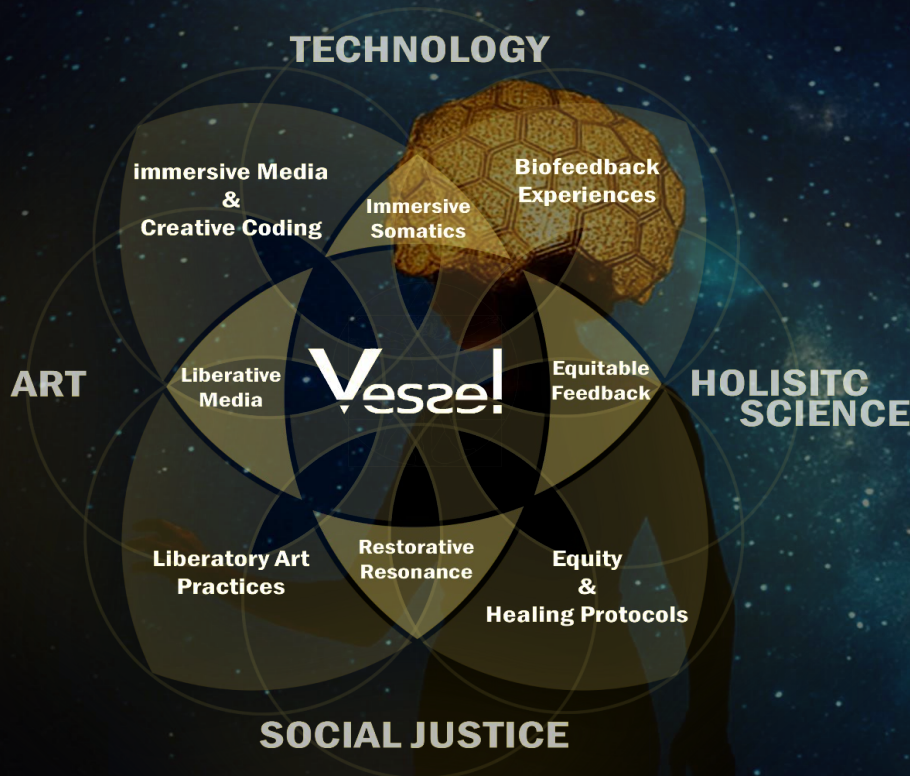 TECHNOLOGY
immersive Media
&
Creative Coding
Immersive
Somatics
Biofeedback
Experiences
ART
Liberative
Media
Vessel
Equitable
Feedback
HOLISITC
SCIENCE
Liberatory Art
Practices
Restorative
Resonance
Equity
&
Healing Protocols
SOCIAL JUSTICE